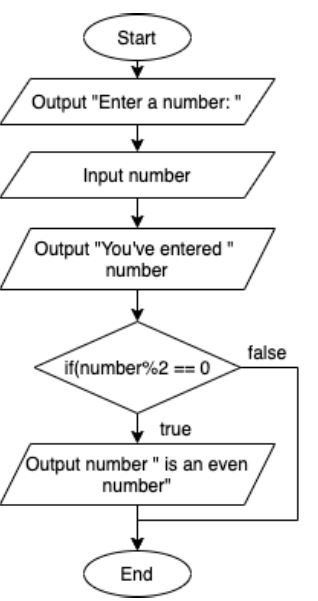 Start
Output "Enter a number: "
Input number
Output "You've entered "
number
if(number%2 == 0
false
true
Output number " is an even
number"
End